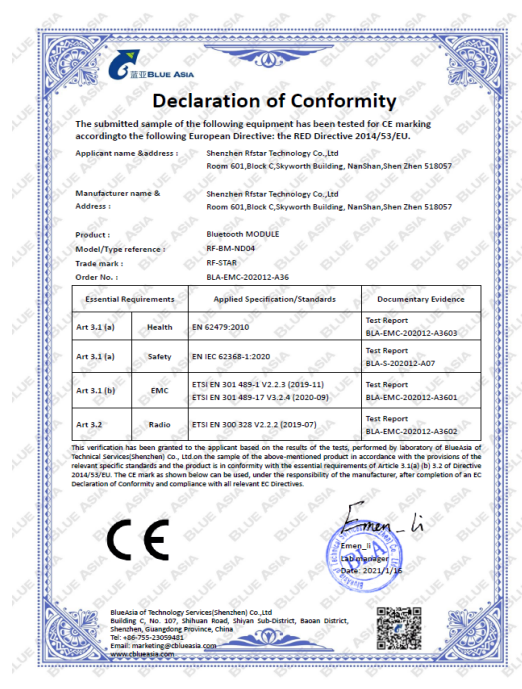 蓝亚BLUE ASIA
Declaration of Conformity
The submitted sample of the following equipment has been tested for CE marking
accordingto the following European Directive: the RED Directive 2014/53/EU.
Applicant name &address : Shenzhen Rfstar Technology Co.,Ltd
Room 601,Block C,Skyworth Building, NanShan,Shen Zhen 518057
Manufacturer name & Shenzhen Rfstar Technology Co.,Ltd
Address : Room 601,Block C,Skyworth Building, NanShan,Shen Zhen 518057
Product : Bluetooth MODULE
Model/Type reference : RF-BM-ND04
Trade mark : RF-STAR
Order No. : BLA-EMC-202012-A36
Essential Requirements Applied Specification/Standards Documentary Evidence
Art 3.1 (a) Health EN 62479:2010 Test Report
BLA-EMC-202012-A3603
Art 3.1 (a) Safety EN IEC 62368-1:2020 Test Report
BLA-S-202012-A07
Art 3.1 (b) EMC ETSI EN 301 489-1 V2.2.3 (2019-11) Test Report
ETSI EN 301 489-17 V3.2.4 (2020-09) BLA-EMC-202012-A3601
Art 3.2 Radio ETSI EN 300 328 V2.2.2 (2019-07) Test Report
BLA-EMC-202012-A3602
This verification has been granted to the applicant based on the results of the tests, performed by laboratory of BlueAsia of
Technical Services(Shenzhen) Co., Ltd.on the sample of the above-mentioned product in accordance with the provisions of the
relevant specific standards and the product is in conformity with the essential requirements of Article 3.1(a) (b) 3.2 of Directive
2014/53/EU. The CE mark as shown below can be used, under the responsibility of the manufacturer, after completion of an EC
Declaration of Conformity and compliance with all relevant EC Directives.
CE
Emen_li
Emen_li
Lab manager
Date: 2021/1/16
BLA
BlueAsia of Technology Services(Shenzhen) Co.,Ltd
Building C, No. 107, Shihuan Road, Shiyan Sub-District, Baoan District,
Shenzhen, Guangdong Province, China
Tel: +86-755-23059481
Email: marketing@cblueasia.com
www.cblueasia.com
BLUE ASIA